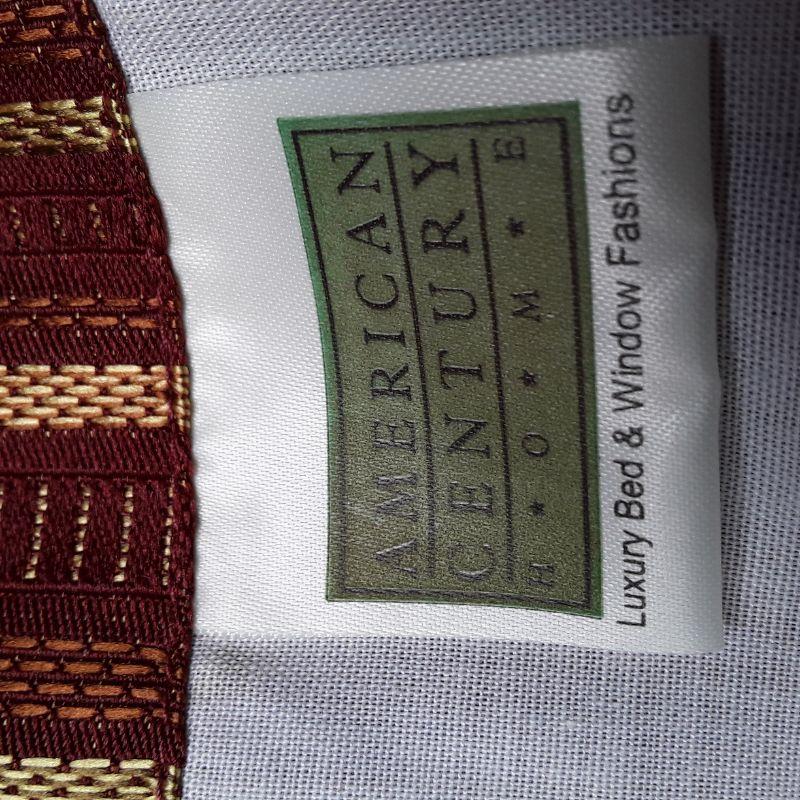 AMERICAN
CENTURY
H★O★M★E
Luxury Bed & Window Fashions